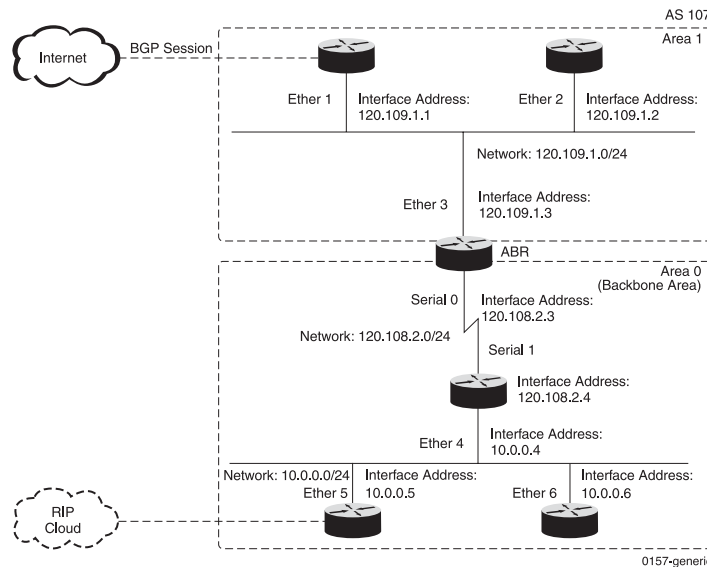 AS 107
Area 1
Internet
BGP Session
Ether 1
Interface Address:
120.109.1.1
Ether 2
Interface Address:
120.109.1.2
Network: 120.109.1.0/24
Ether 3
Interface Address:
120.109.1.3
ABR
Area 0
(Backbone Area)
Serial 0
Interface Address:
120.108.2.3
Network: 120.108.2.0/24
Serial 1
Interface Address:
120.108.2.4
Ether 4
Interface Address:
10.0.0.4
Network: 10.0.0.0/24
Ether 5
Interface Address:
10.0.0.5
Ether 6
Interface Address:
10.0.0.6
RIP
Cloud
0157-generic